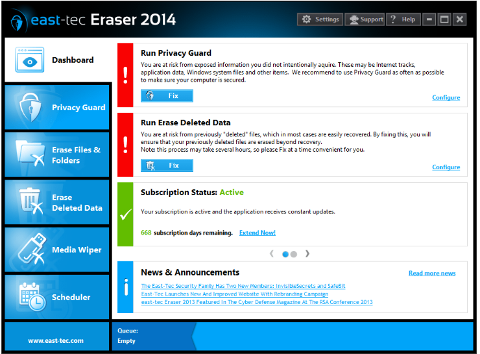 east-tec Eraser 2014
Settings
Support
? Help
Dashboard
Privacy Guard
Erase Files &
Folders
Erase
Deleted Data
Media Wiper
Scheduler
www.east-tec.com
Run Privacy Guard
You are at risk from exposed information you did not intentionally aquire. These may be Internet tracks,
application data, Windows system files and other items. We recommend to use Privacy Guard as often as possible
to make sure your computer is secured.
Fix
Configure
Run Erase Deleted Data
You are at risk from previously "deleted" files, which in most cases are easily recovered. By fixing this, you will
ensure that your previously deleted files are erased beyond recovery.
Note this process may take several hours, so please Fix at a time convenient for you.
Fix
Configure
Subscription Status: Active
Your subscription is active and the application receives constant updates.
668 subscription days remaining. Extend Now!
News & Announcements
Read more news
The East-Tec Security Family Has Two New Members: InvisibleSecrets and SafeBit
East-Tec Launches New And Improved Website With Rebranding Campaign
east-tec Eraser 2013 Featured In The Cyber Defense Magazine At The RSA Conference 2013
Queue:
Empty